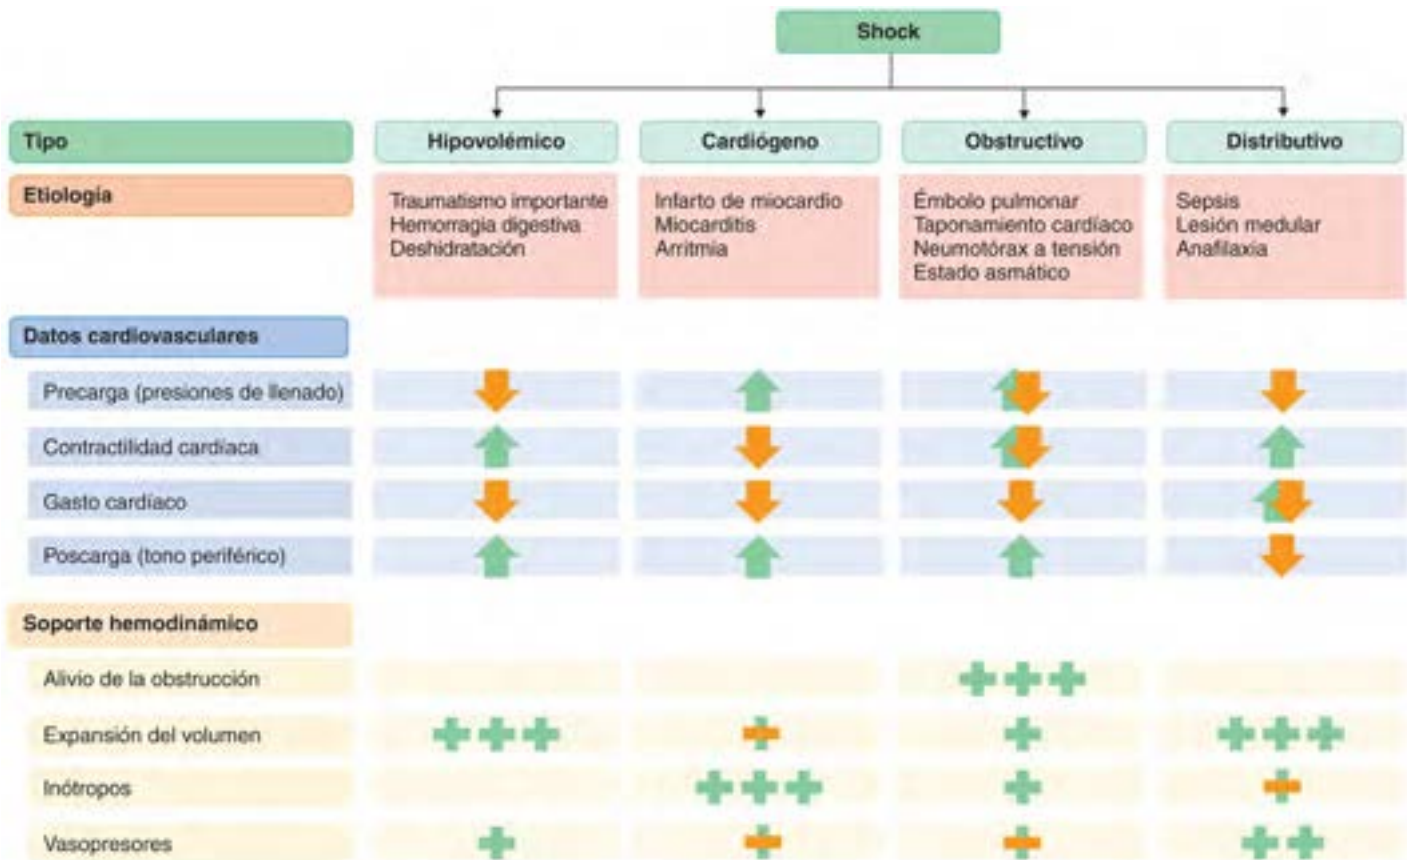 Shock
Tipo
Hipovolémico
Cardiógeno
Obstructivo
Distributivo
Etiología
Traumatismo importante
Hemorragia digestiva
Deshidratación
Infarto de miocardio
Miocarditis
Arritmia
Émbolo pulmonar
Taponamiento cardíaco
Neumotórax a tensión
Estado asmático
Sepsis
Lesión medular
Anafilaxia
Datos cardiovasculares
Precarga (presiones de llenado)
Contractilidad cardíaca
Gasto cardíaco
Poscarga (tono periférico)
Soporte hemodinámico
Alivio de la obstrucción
Expansión del volumen
Inótropos
Vasopresores